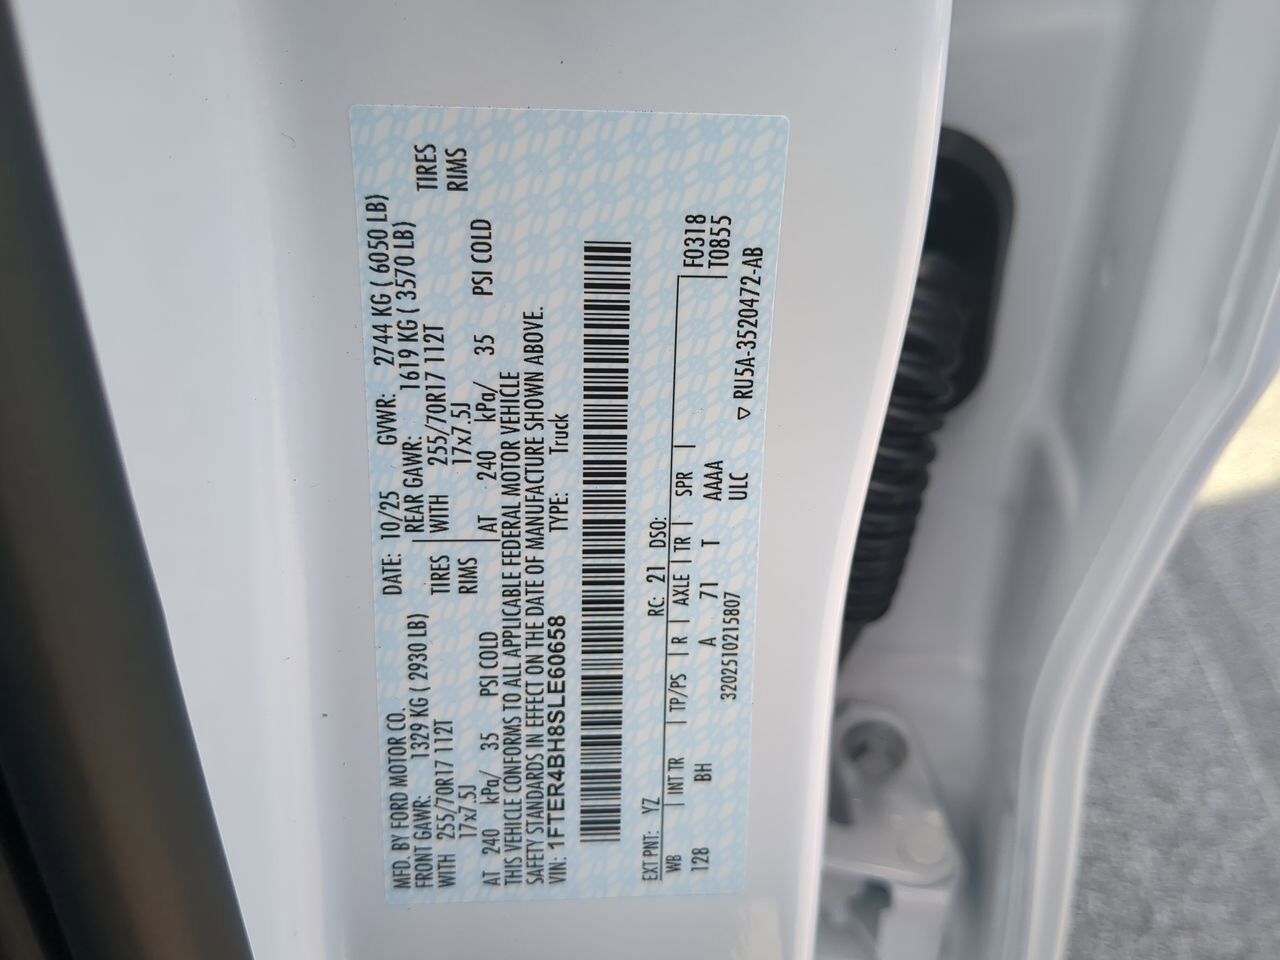 MFD. BY FORD MOTOR CO. DATE: 10/25 GVWR: 2744 KG ( 6050 LB)
FRONT GAWR: 1329 KG ( 2930 LB) REAR GAWR: 1619 KG ( 3570 LB)
WITH 255/70R17 112T TIRES WITH 255/70R17 112T TIRES
17x7.5J RIMS 17x7.5J RIMS
AT 240 kPa/ 35 PSI COLD AT 240 kPa/ 35 PSI COLD
THIS VEHICLE CONFORMS TO ALL APPLICABLE FEDERAL MOTOR VEHICLE
SAFETY STANDARDS IN EFFECT ON THE DATE OF MANUFACTURE SHOWN ABOVE.
VIN: 1FTER4BH8SLE60658 TYPE: Truck
EXT PNT: YZ RC: 21 DSO:
WB | INT TR | TP/PS | R | AXLE | TR | SPR | F0318
128 BH A 71 T AAAA T0855
3202510215807 ULC
▽ RU5A-3520472-AB